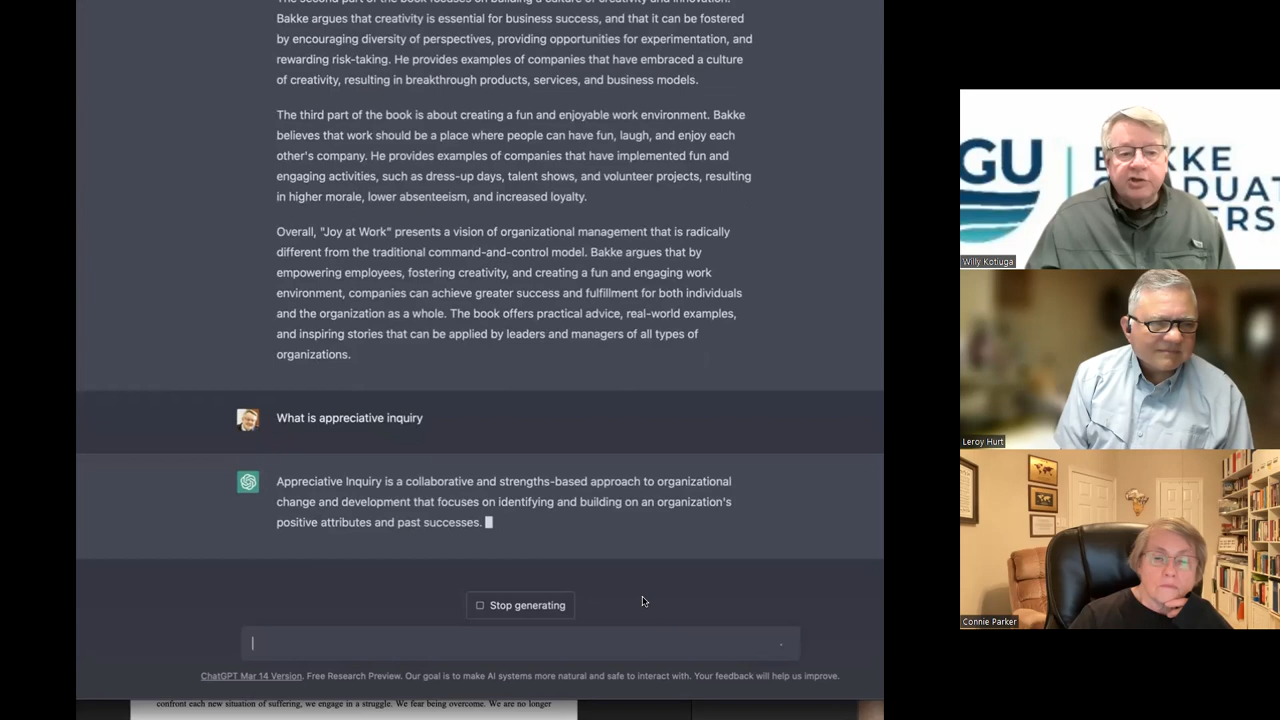 The second part of the book focuses on building a culture of creativity and innovation.
Bakke argues that creativity is essential for business success, and that it can be fostered
by encouraging diversity of perspectives, providing opportunities for experimentation, and
rewarding risk-taking. He provides examples of companies that have embraced a culture
of creativity, resulting in breakthrough products, services, and business models.
The third part of the book is about creating a fun and enjoyable work environment. Bakke
believes that work should be a place where people can have fun, laugh, and enjoy each
other's company. He provides examples of companies that have implemented fun and
engaging activities, such as dress-up days, talent shows, and volunteer projects, resulting
in higher morale, lower absenteeism, and increased loyalty.
Overall, "Joy at Work" presents a vision of organizational management that is radically
different from the traditional command-and-control model. Bakke argues that by
empowering employees, fostering creativity, and creating a fun and engaging work
environment, companies can achieve greater success and fulfillment for both individuals
and the organization as a whole. The book offers practical advice, real-world examples,
and inspiring stories that can be applied by leaders and managers of all types of
organizations.
What is appreciative inquiry
Appreciative Inquiry is a collaborative and strengths-based approach to organizational
change and development that focuses on identifying and building on an organization's
positive attributes and past successes.
Stop generating
ChatGPT Mar 14 Version. Free Research Preview. Our goal is to make AI systems more natural and safe to interact with. Your feedback will help us improve.
confront each new situation of suffering, we engage in a struggle. We fear being overcome. We are no longer
GU
BAKKE
GRADUAT
ERS
Willy Kotiuga
Leroy Hurt
Connie Parker